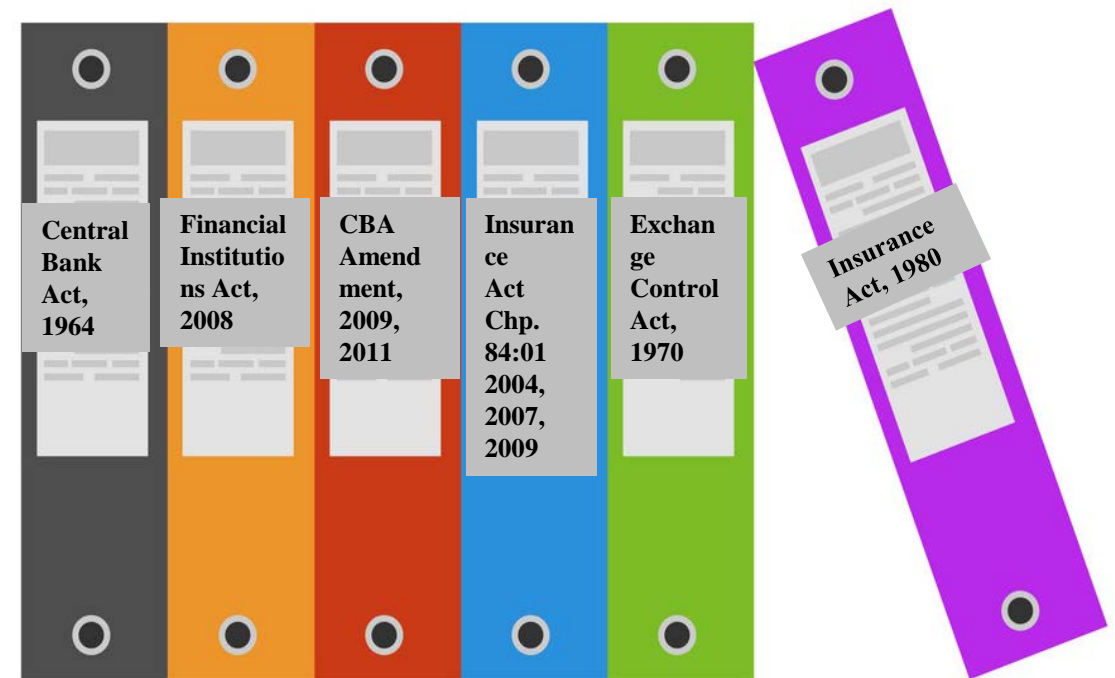 Central
Bank
Act,
1964
Financial
Institutio
ns Act,
2008
CBA
Amend
ment,
2009,
2011
Insuran
ce
Act
Chp.
84:01
2004,
2007,
2009
Exchan
ge
Control
Act,
1970
Insurance
Act, 1980